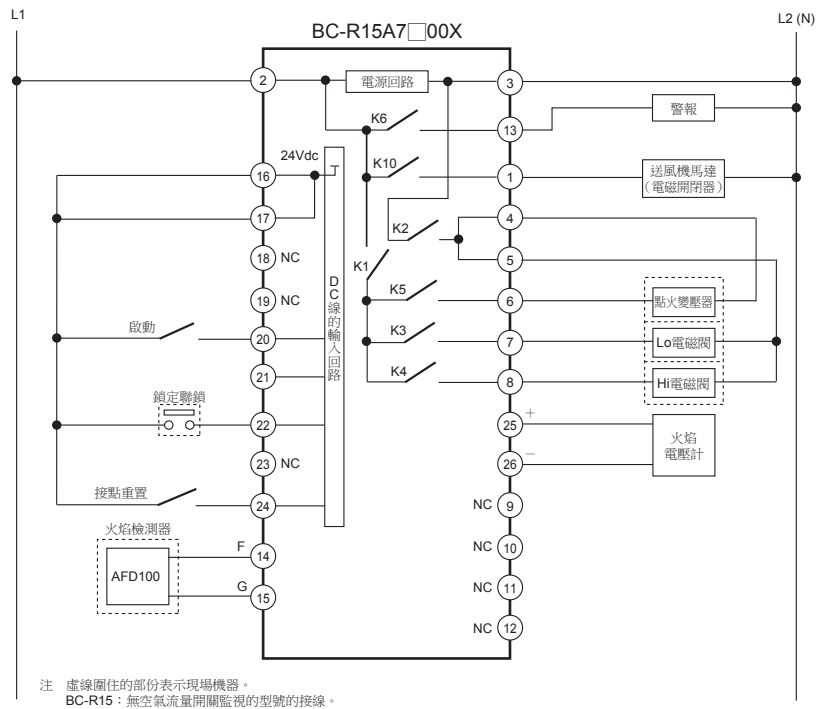 L1
L2 (N)
BC-R15A7□00X
2
電源回路
3
K6
13
警報
24Vdc
K10
16
1
送風機馬達
（電磁開閉器）
17
4
K2
18 NC
5
K1
19 NC
DC線的輸入回路
K5
6
點火變壓器
啟動
20
K3
7
Lo電磁閥
21
K4
8
Hi電磁閥
鎖定聯鎖
22
25
+
火焰
電壓計
23 NC
26
−
接點重置
24
NC 9
火焰檢測器
F
14
NC 10
AFD100
G
15
NC 11
NC 12
注 虛線圍住的部份表示現場機器。
BC-R15：無空氣流量開關監視的型號的接線。